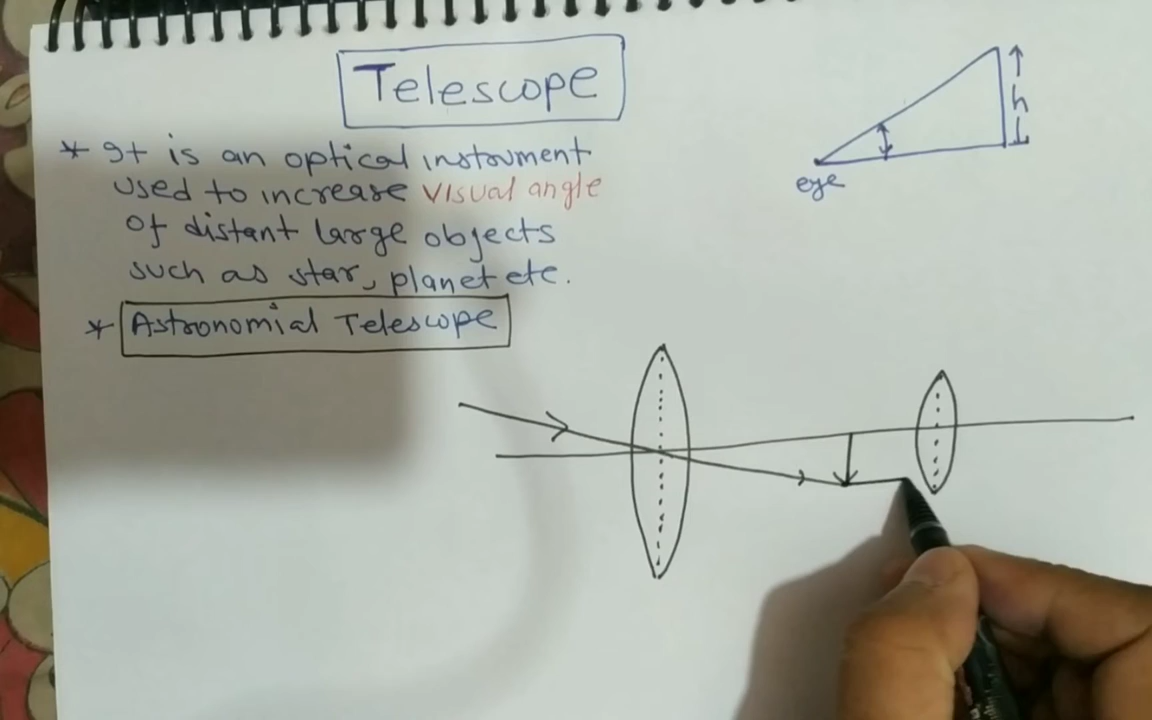 Telescope
* It is an optical instrument
used to increase visual angle
of distant large objects
such as star, planet etc.
* Astronomial Telescope
h
eye